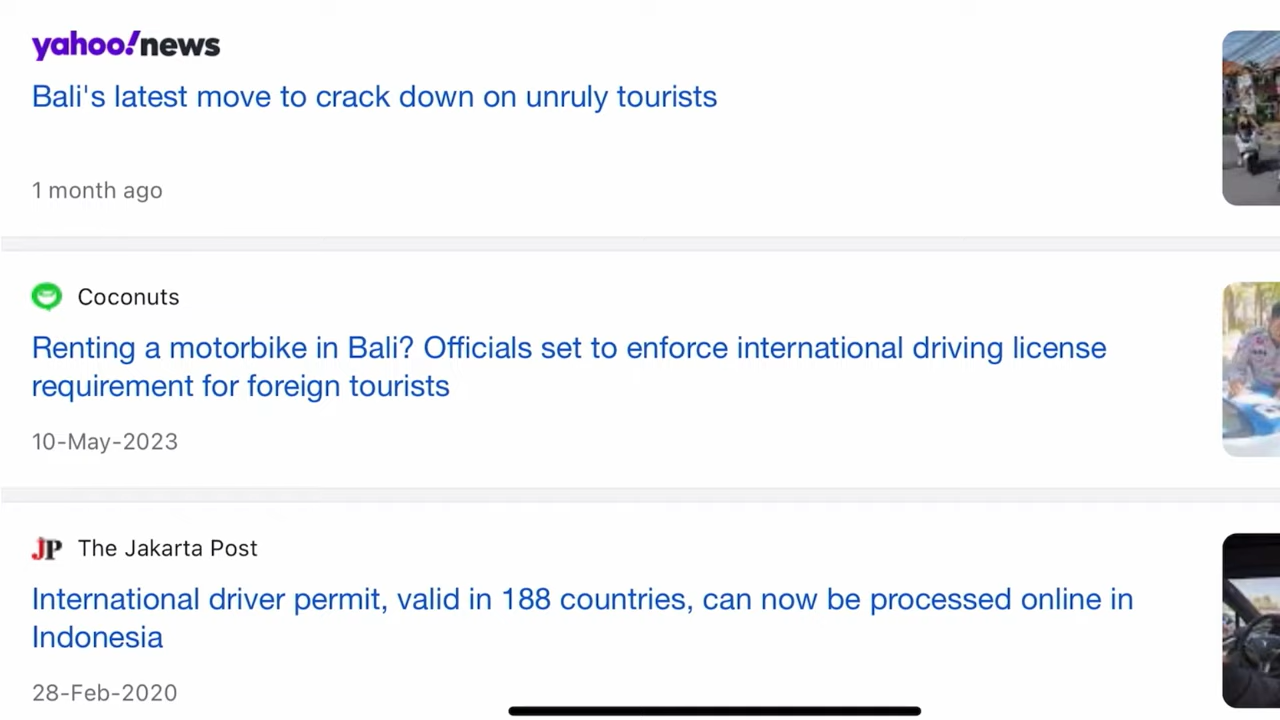 yahoo!news
Bali's latest move to crack down on unruly tourists
1 month ago
Coconuts
Renting a motorbike in Bali? Officials set to enforce international driving license
requirement for foreign tourists
10-May-2023
JP The Jakarta Post
International driver permit, valid in 188 countries, can now be processed online in
Indonesia
28-Feb-2020